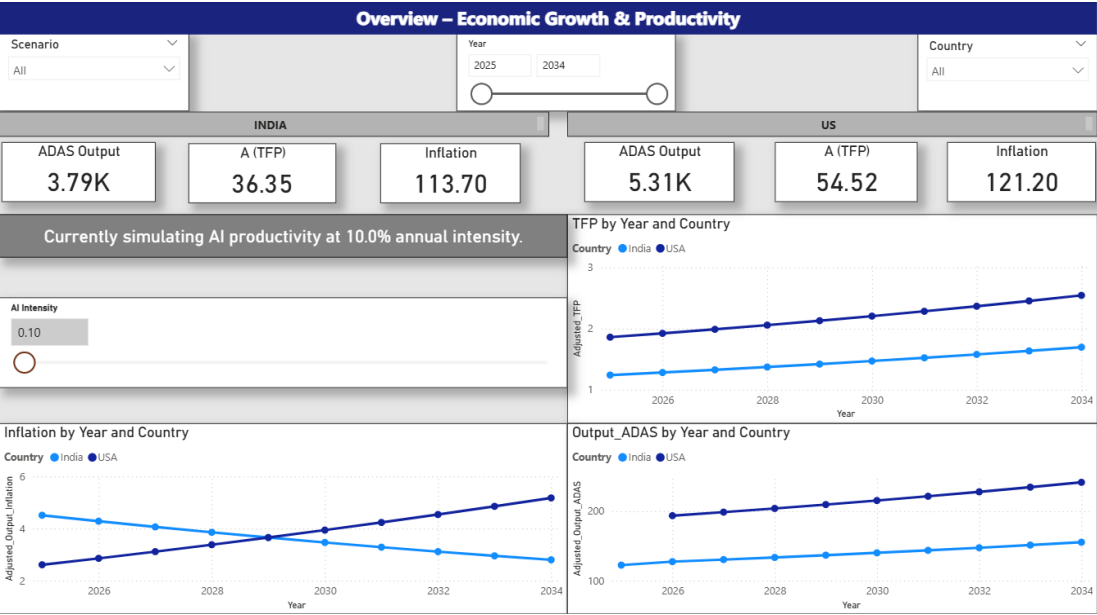 Overview – Economic Growth & Productivity
Scenario
All
Year
2025 2034
Country
All
INDIA
US
ADAS Output
3.79K
A (TFP)
36.35
Inflation
113.70
ADAS Output
5.31K
A (TFP)
54.52
Inflation
121.20
Currently simulating AI productivity at 10.0% annual intensity.
AI Intensity
0.10
TFP by Year and Country
Country India USA
Adjusted_TFP
3
2
1
2026 2028 2030 2032 2034
Year
Inflation by Year and Country
Country India USA
Adjusted_Output_Inflation
6
4
2
2026 2028 2030 2032 2034
Year
Output_ADAS by Year and Country
Country India USA
Adjusted_Output_ADAS
200
100
2026 2028 2030 2032 2034
Year